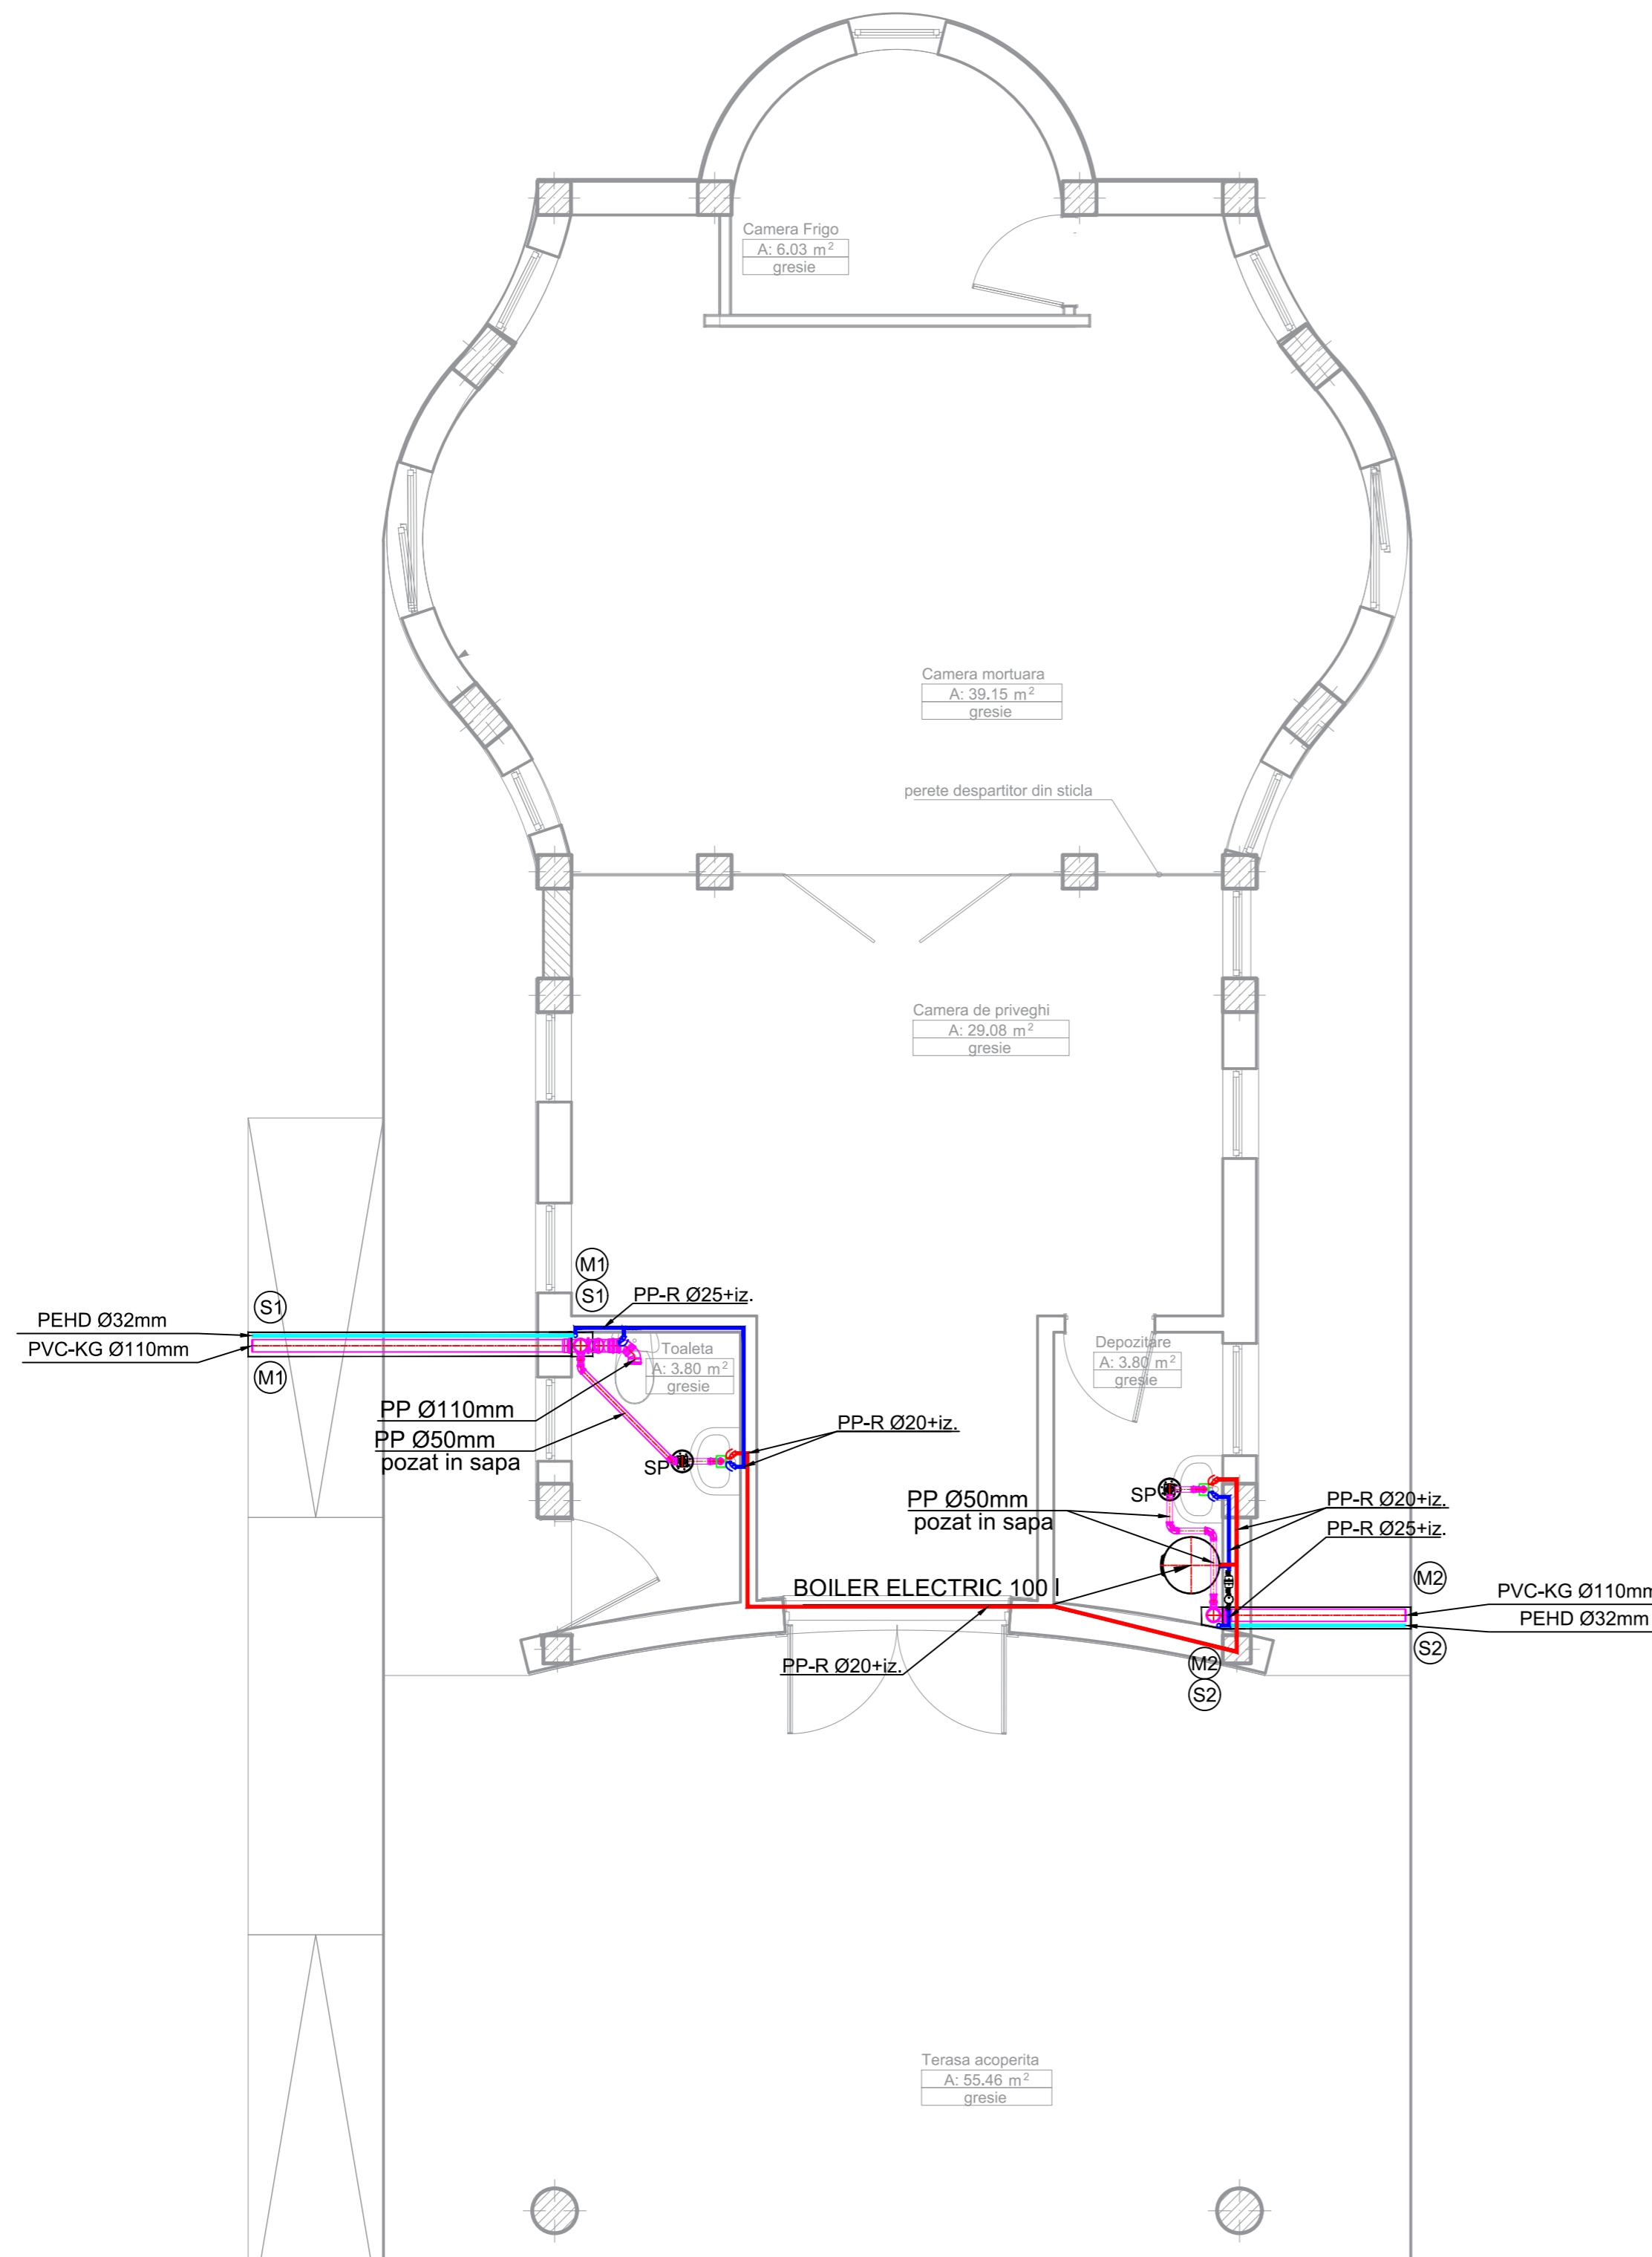 Camera Frigo
A: 6.03 m²
gresie
Camera mortuara
A: 39.15 m²
gresie
perete despartitor din sticla
Camera de priveghi
A: 29.08 m²
gresie
M1
S1
PP-R Ø25+iz.
S1
PEHD Ø32mm
PVC-KG Ø110mm
M1
Toaleta
A: 3.80 m²
gresie
Depozitare
A: 3.80 m²
gresie
PP Ø110mm
PP Ø50mm
pozat in sapa
SP
PP-R Ø20+iz.
PP Ø50mm
pozat in sapa
SP
PP-R Ø20+iz.
PP-R Ø25+iz.
BOILER ELECTRIC 100 l
M2
PVC-KG Ø110mm
PEHD Ø32mm
S2
PP-R Ø20+iz.
M2
S2
Terasa acoperita
A: 55.46 m²
gresie